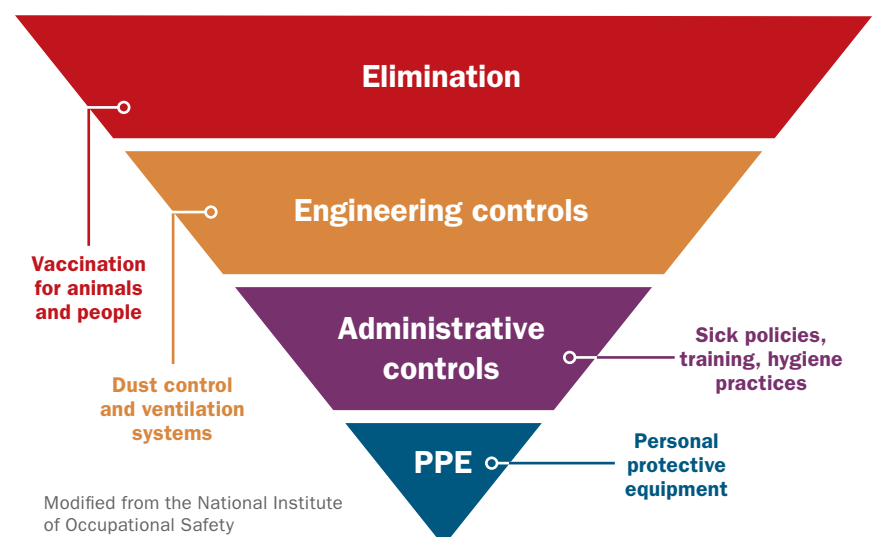 Elimination
Engineering controls
Vaccination
for animals
and people
Administrative
controls
Sick policies,
training, hygiene
practices
Dust control
and ventilation
systems
PPE
Personal
protective
equipment
Modified from the National Institute
of Occupational Safety